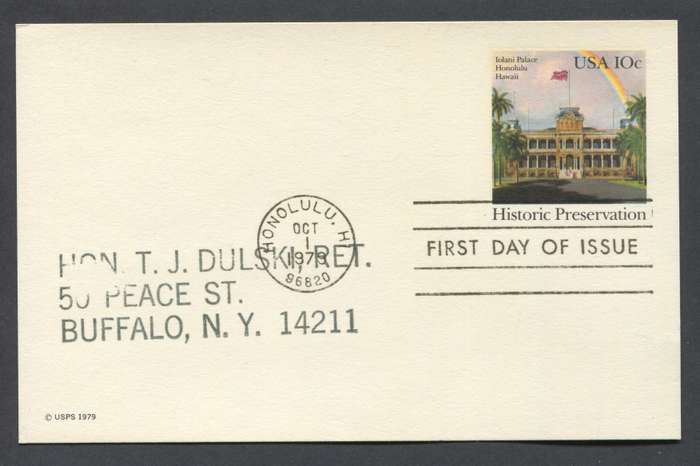 Iolani Palace
Honolulu
Hawaii
USA 10c
Historic Preservation
HONOLULU, HI
OCT
1
1979
96820
FIRST DAY OF ISSUE
HON. T. J. DULSKI, RET.
50 PEACE ST.
BUFFALO, N. Y. 14211
© USPS 1979